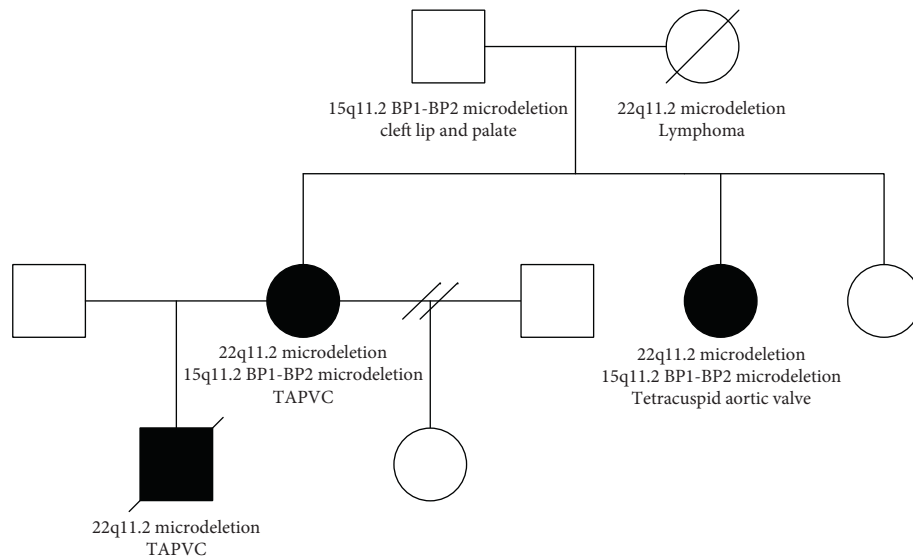 15q11.2 BP1-BP2 microdeletion
cleft lip and palate
22q11.2 microdeletion
Lymphoma
22q11.2 microdeletion
15q11.2 BP1-BP2 microdeletion
TAPVC
22q11.2 microdeletion
15q11.2 BP1-BP2 microdeletion
Tetracuspid aortic valve
22q11.2 microdeletion
TAPVC